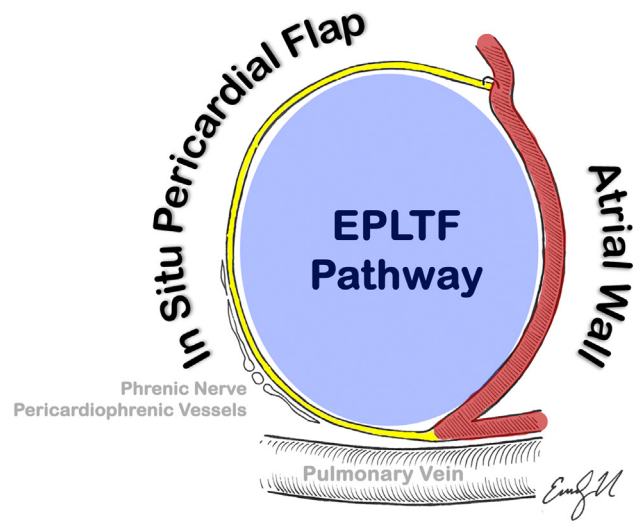 In Situ Pericardial Flap
EPLTF
Pathway
Atrial Wall
Phrenic Nerve
Pericardiophrenic Vessels
Pulmonary Vein